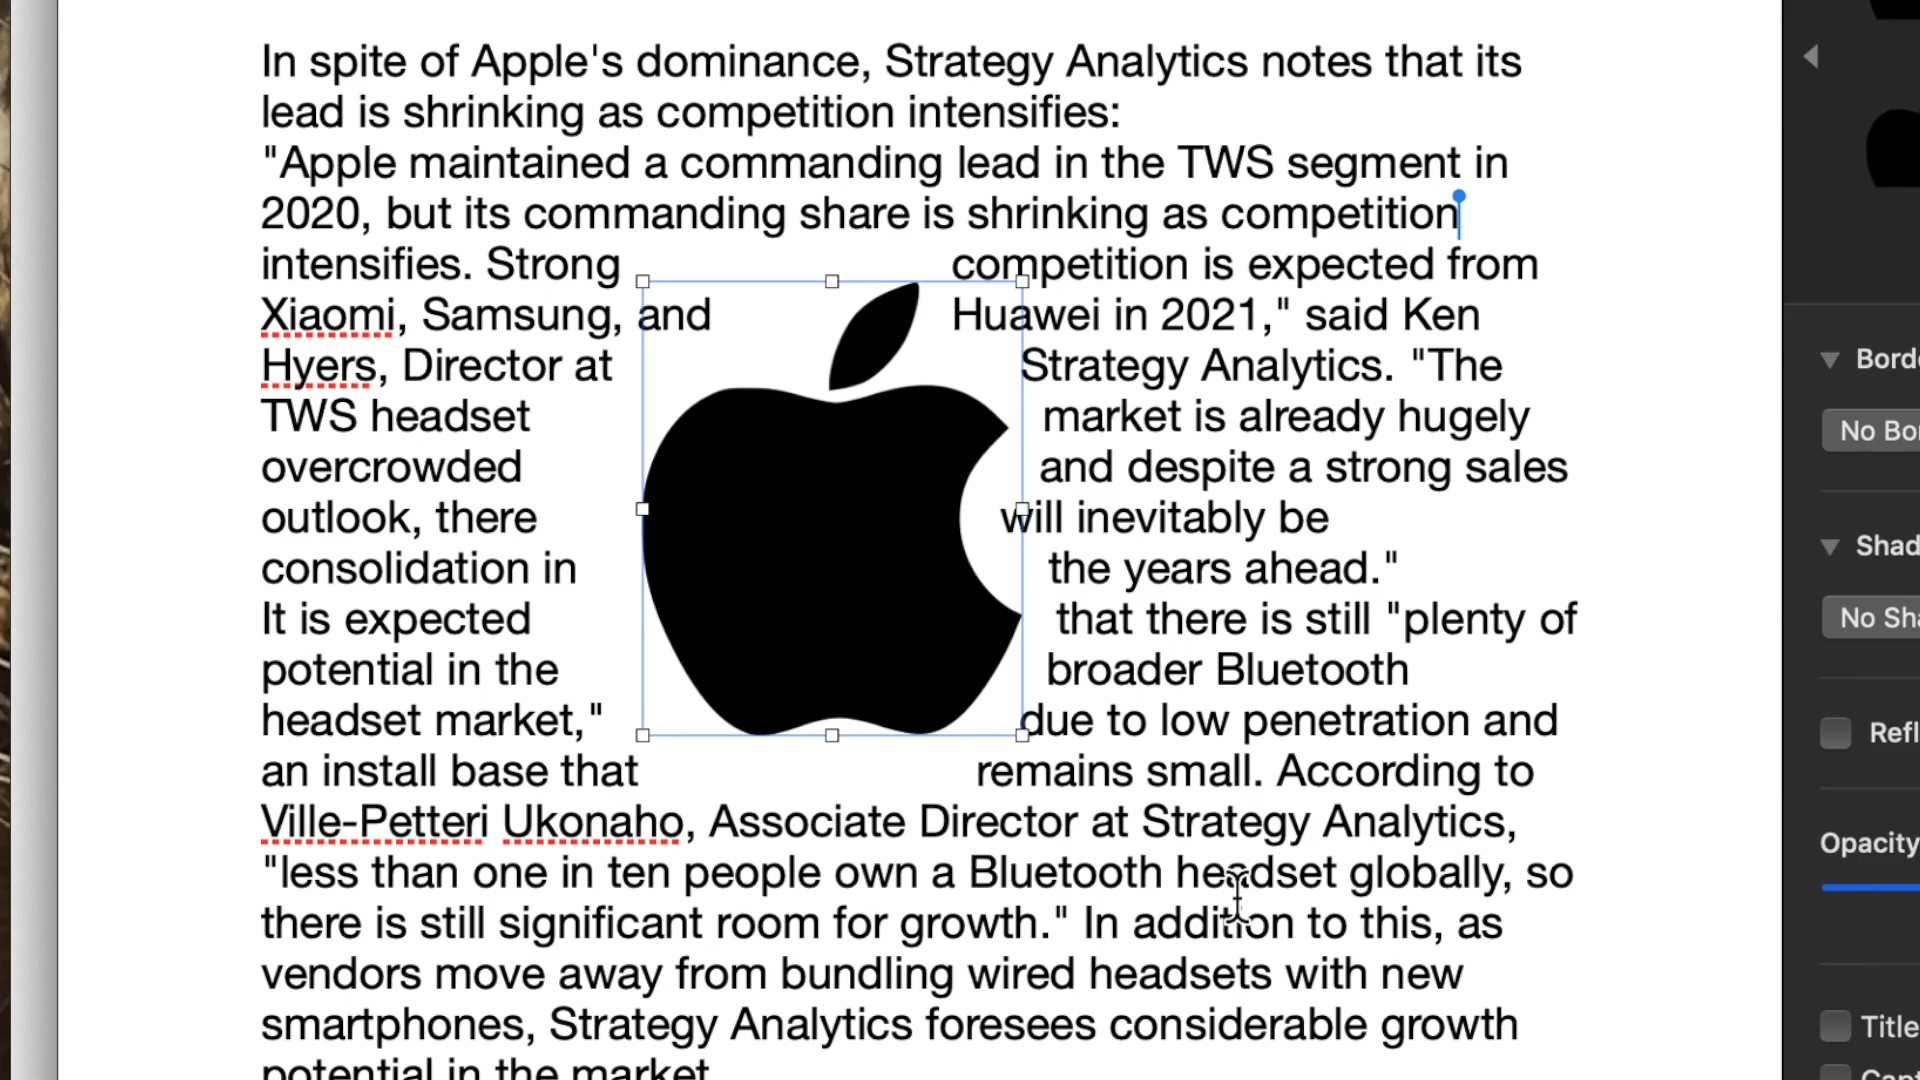 In spite of Apple's dominance, Strategy Analytics notes that its
lead is shrinking as competition intensifies:
"Apple maintained a commanding lead in the TWS segment in
2020, but its commanding share is shrinking as competition
intensifies. Strong competition is expected from
Xiaomi, Samsung, and Huawei in 2021," said Ken
Hyers, Director at Strategy Analytics. "The
TWS headset market is already hugely
overcrowded and despite a strong sales
outlook, there will inevitably be
consolidation in the years ahead."
It is expected that there is still "plenty of
potential in the broader Bluetooth
headset market," due to low penetration and
an install base that remains small. According to
Ville-Petteri Ukonaho, Associate Director at Strategy Analytics,
"less than one in ten people own a Bluetooth headset globally, so
there is still significant room for growth." In addition to this, as
vendors move away from bundling wired headsets with new
smartphones, Strategy Analytics foresees considerable growth
potential in the market
Opacity
Title